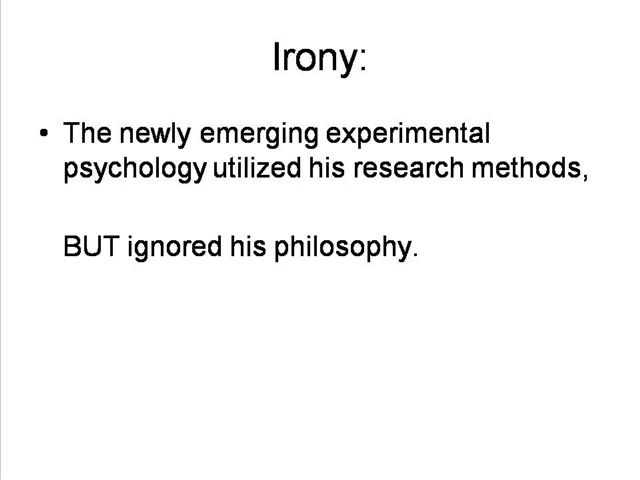 Irony:
• The newly emerging experimental
psychology utilized his research methods,
BUT ignored his philosophy.